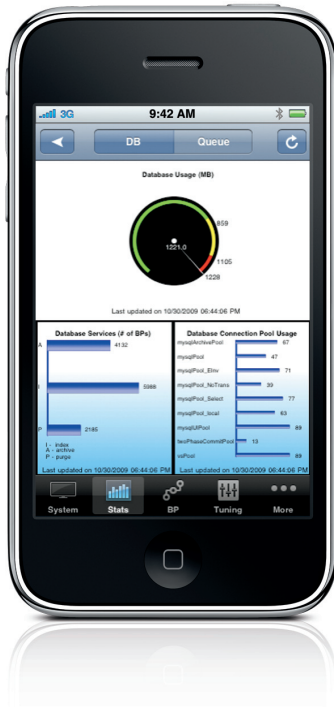 3G 9:42 AM
DB Queue
Database Usage (MB)
859
1221.0
1105
1228
Last updated on 10/30/2009 06:44:06 PM
Database Services (# of BPs)
A 4132
I 5988
P 2185
I - index
A - archive
P - purge
Last updated on 10/30/2009 06:44:06 PM
Database Connection Pool Usage
mysqlArchivePool 67
mysqlPool 47
mysqlPool_EInv 71
mysqlPool_NoTrans 39
mysqlPool_Select 77
mysqlPool_local 63
mysqlUIPool 89
twoPhaseCommitPool 13
89
Last updated on 10/30/2009 06:44:06 PM
System Stats BP Tuning More